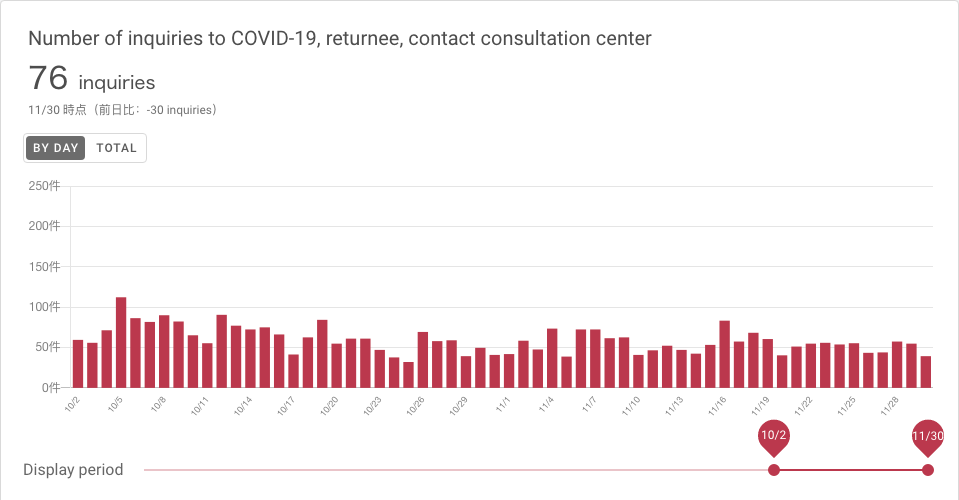 Number of inquiries to COVID-19, returnee, contact consultation center
76 inquiries
11/30 時点（前日比：-30 inquiries）
BY DAY TOTAL
250件
200件
150件
100件
50件
0件
10/2 10/5 10/8 10/11 10/14 10/17 10/20 10/23 10/26 10/29 11/1 11/4 11/7 11/10 11/13 11/16 11/19 11/22 11/25 11/28
10/2 11/30
Display period